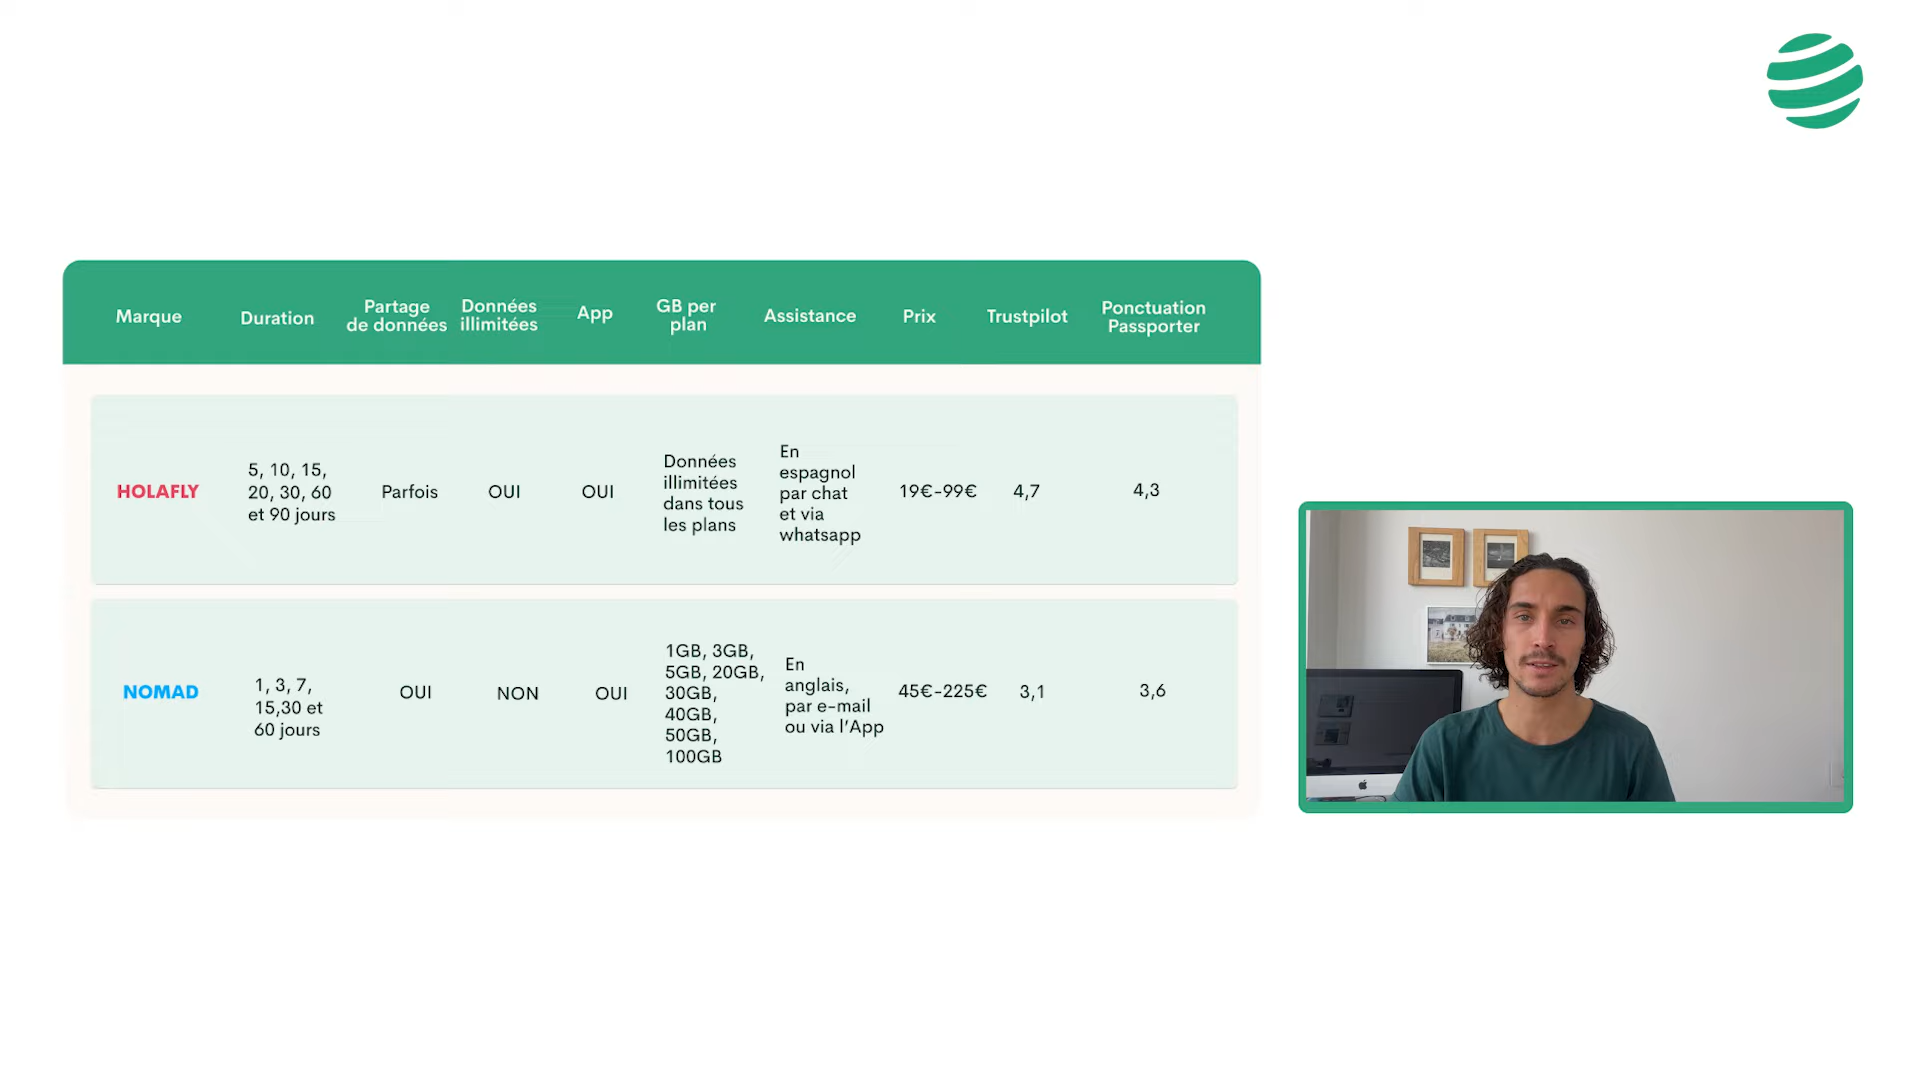 Marque
Duration
Partage
de données
Données
illimitées
App
GB per
plan
Assistance
Prix
Trustpilot
Ponctuation
Passporter
HOLAFLY
5, 10, 15,
20, 30, 60
et 90 jours
Parfois
OUI
OUI
Données
illimitées
dans tous
les plans
En
espagnol
par chat
et via
whatsapp
19€-99€
4,7
4,3
NOMAD
1, 3, 7,
15,30 et
60 jours
OUI
NON
OUI
1GB, 3GB,
5GB, 20GB,
30GB,
40GB,
50GB,
100GB
En
anglais,
par e-mail
ou via l’App
45€-225€
3,1
3,6